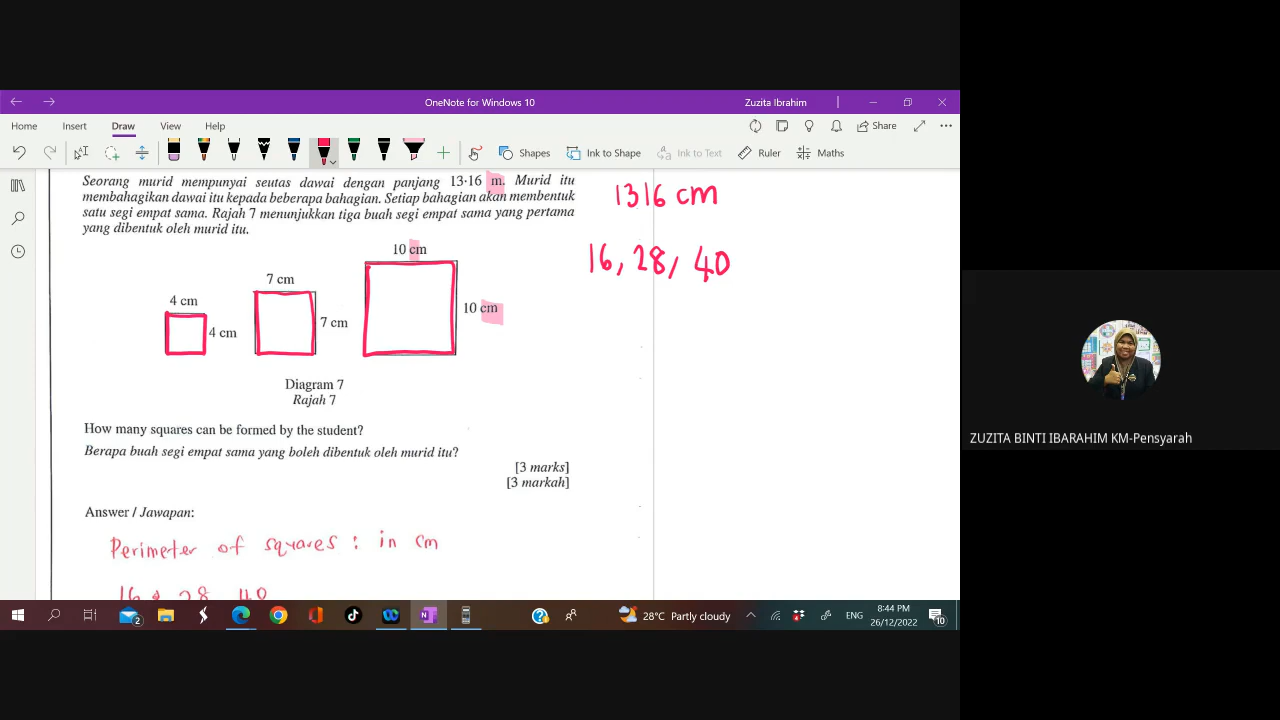 OneNote for Windows 10
Zuzita Ibrahim
Home Insert Draw View Help
Share
Shapes Ink to Shape Ink to Text Ruler Maths
Seorang murid mempunyai seutas dawai dengan panjang 13·16 m. Murid itu
membahagikan dawai itu kepada beberapa bahagian. Setiap bahagian akan membentuk
satu segi empat sama. Rajah 7 menunjukkan tiga buah segi empat sama yang pertama
yang dibentuk oleh murid itu.
1316 cm
16, 28, 40
10 cm
7 cm
4 cm
10 cm
7 cm
4 cm
Diagram 7
Rajah 7
How many squares can be formed by the student?
Berapa buah segi empat sama yang boleh dibentuk oleh murid itu?
[3 marks]
[3 markah]
Answer / Jawapan:
Perimeter of squares : in cm
16, 28, 40
ZUZITA BINTI IBARAHIM KM-Pensyarah
2
28°C Partly cloudy
ENG
8:44 PM
26/12/2022
10